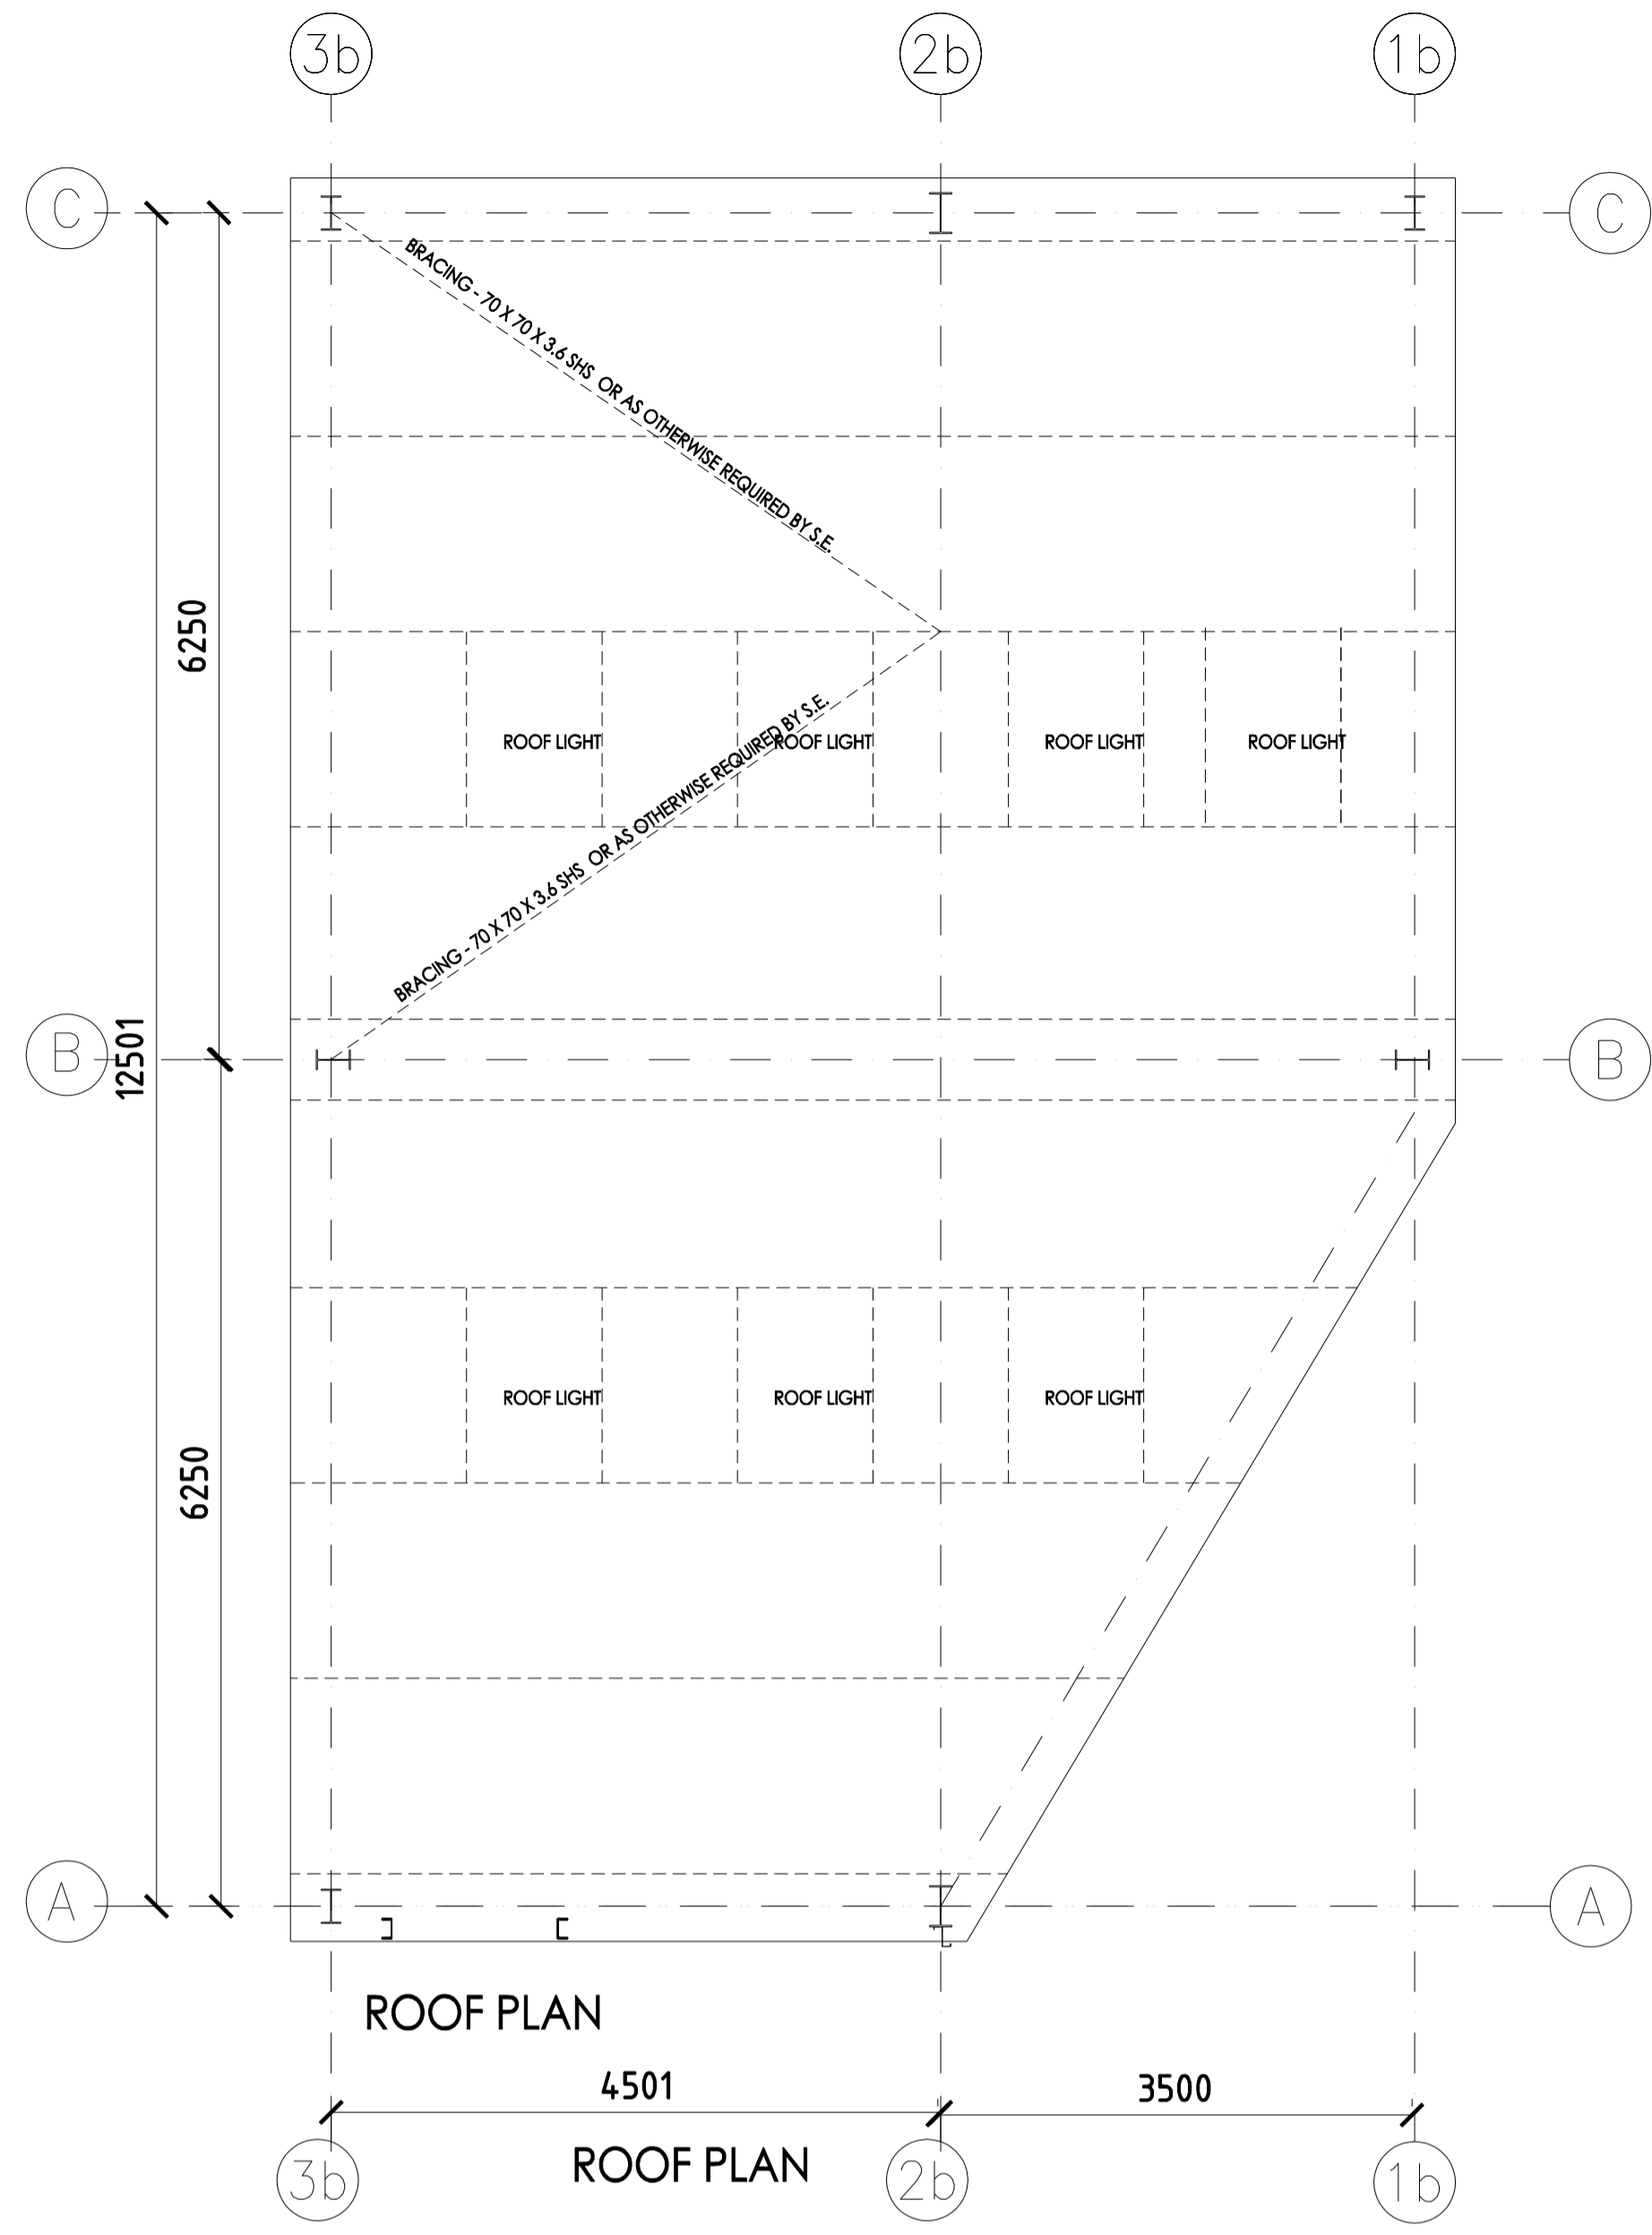 3b
2b
1b
C
C
BRACING - 70 X 70 X 3.6 SHS OR AS OTHERWISE REQUIRED BY S.E.
6250
ROOF LIGHT
ROOF LIGHT
ROOF LIGHT
ROOF LIGHT
BRACING - 70 X 70 X 3.6 SHS OR AS OTHERWISE REQUIRED BY S.E.
B
12501
B
ROOF LIGHT
ROOF LIGHT
ROOF LIGHT
6250
A
A
ROOF PLAN
4501
3500
ROOF PLAN
3b
2b
1b